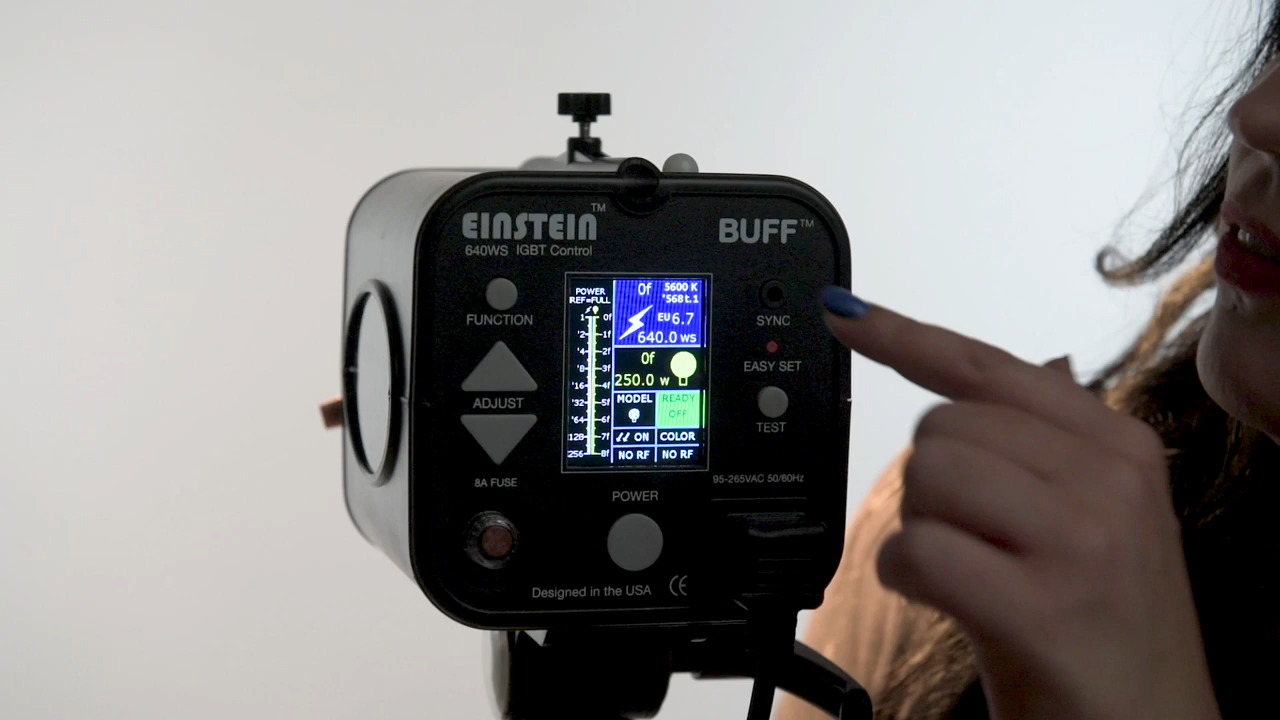 EINSTEIN™
BUFF™
640WS IGBT Control
FUNCTION
ADJUST
8A FUSE
POWER
REF=FULL
1 0f
'2 -1f
'4 -2f
'8 -3f
'16 -4f
'32 -5f
'64 -6f
128 -7f
256 -8f
0f 5600 K
'568 t.1
EU 6.7
640.0 WS
0f
250.0 W
MODEL
READY
OFF
ON COLOR
NO RF NO RF
SYNC
EASY SET
TEST
95-265VAC 50/60Hz
POWER
Designed in the USA CE